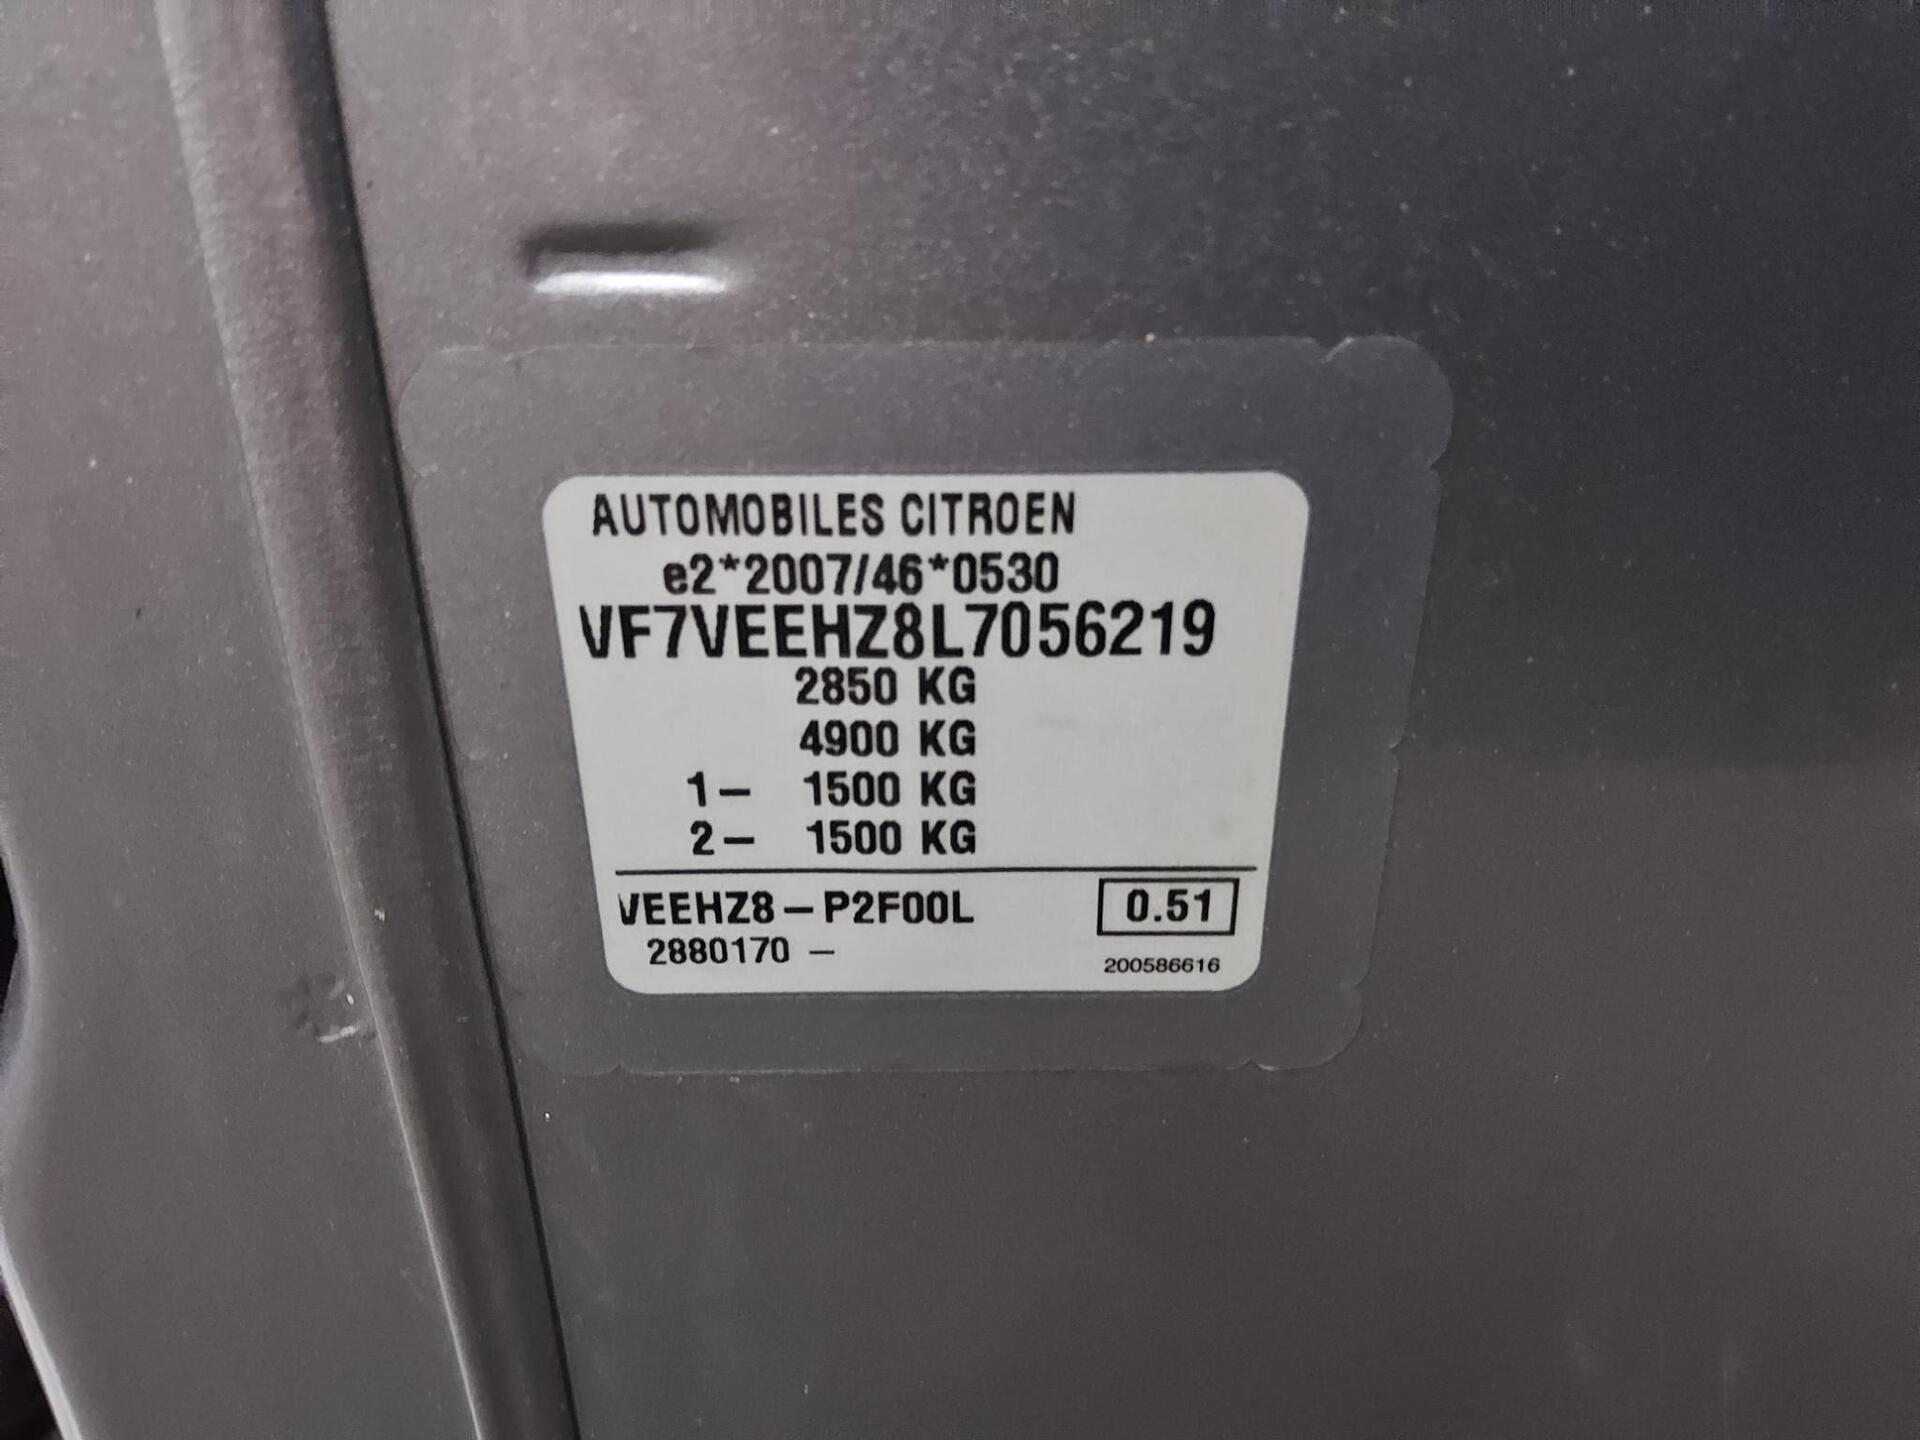 AUTOMOBILES CITROEN
e2*2007/46*0530
VF7VEEHZ8L7056219
2850 KG
4900 KG
1- 1500 KG
2- 1500 KG
VEEHZ8-P2F00L 0.51
2880170 - 200586616